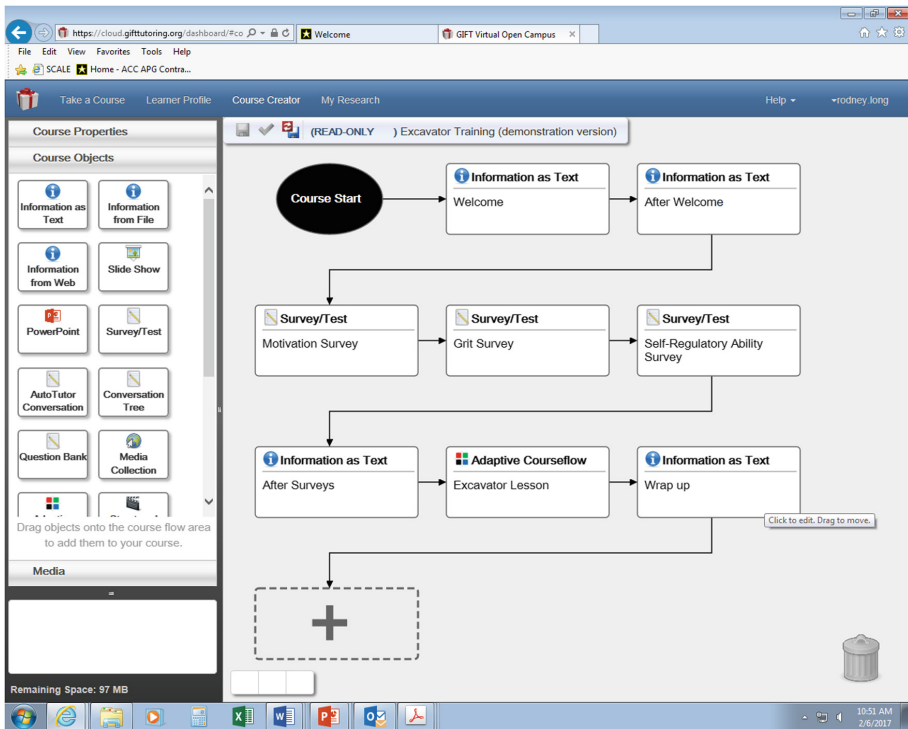 https://cloud.gifttutoring.org/dashboard/#co
Welcome
GIFT Virtual Open Campus
File Edit View Favorites Tools Help
SCALE Home - ACC APG Contra...
Take a Course Learner Profile Course Creator My Research Help rodney.long
Course Properties
Course Objects
(READ-ONLY ) Excavator Training (demonstration version)
Information as
Text
Information
from File
Information
from Web
Slide Show
PowerPoint
Survey/Test
AutoTutor
Conversation
Conversation
Tree
Question Bank
Media
Collection
Drag objects onto the course flow area
to add them to your course.
Media
Remaining Space: 97 MB
Course Start
Information as Text
Welcome
Information as Text
After Welcome
Survey/Test
Motivation Survey
Survey/Test
Grit Survey
Survey/Test
Self-Regulatory Ability
Survey
Information as Text
After Surveys
Adaptive Courseflow
Excavator Lesson
Information as Text
Wrap up
Click to edit. Drag to move.
10:51 AM
2/6/2017